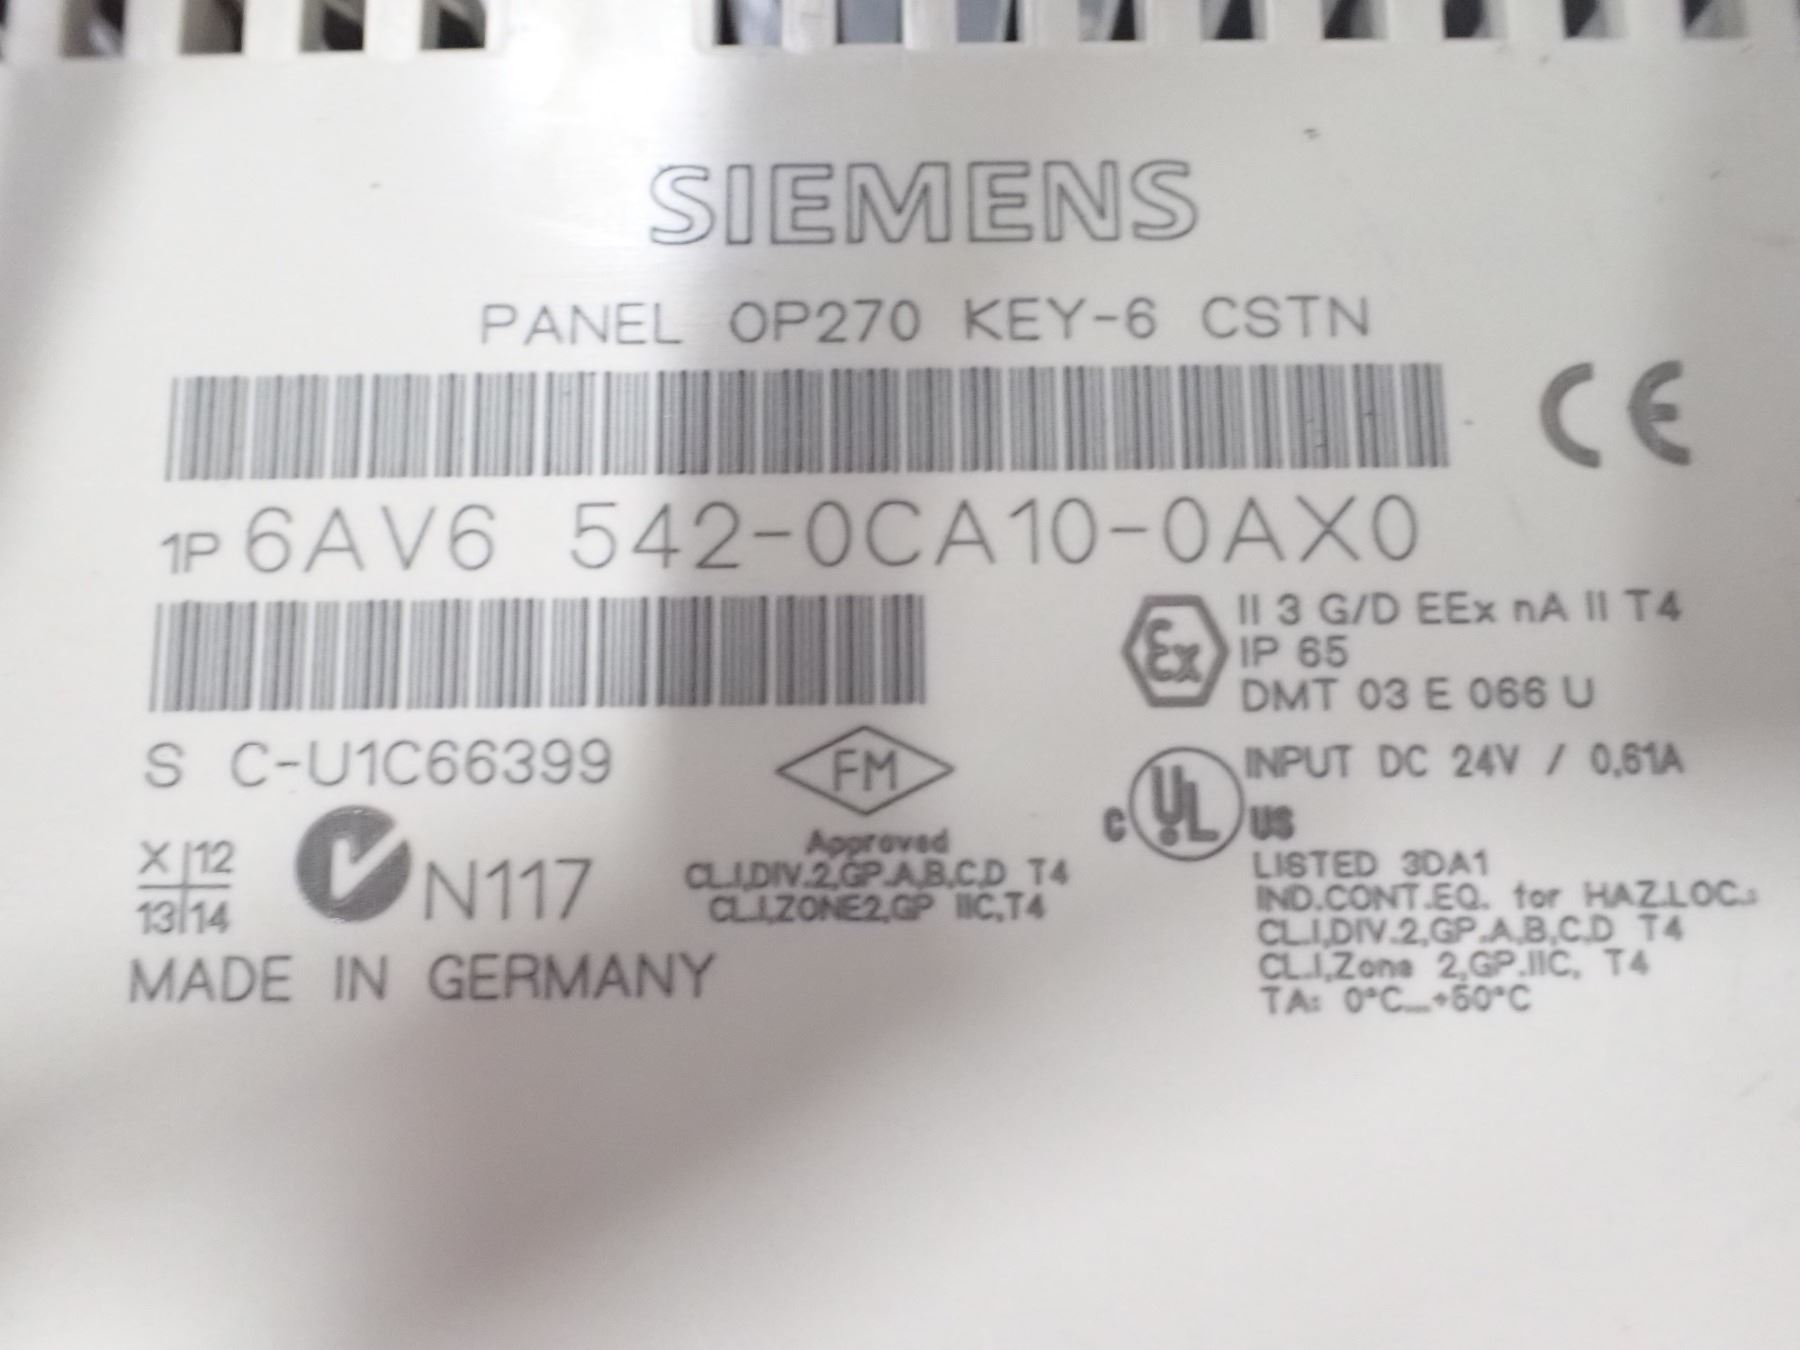 SIEMENS
PANEL OP270 KEY-6 CSTN
CE
1P 6AV6 542-0CA10-0AX0
Ex
II 3 G/D EEx nA II T4
IP 65
DMT 03 E 066 U
S C-U1C66399
FM
Approved
CL.I,DIV.2,GP.A,B,C,D T4
CL.I,ZONE2,GP IIC,T4
X 12
13 14
N117
MADE IN GERMANY
INPUT DC 24V / 0,61A
C UL US
LISTED 3DA1
IND.CONT.EQ. for HAZ.LOC.:
CL.I,DIV.2,GP.A,B,C,D T4
CL.I,Zone 2,GP.IIC, T4
TA: 0°C...+50°C